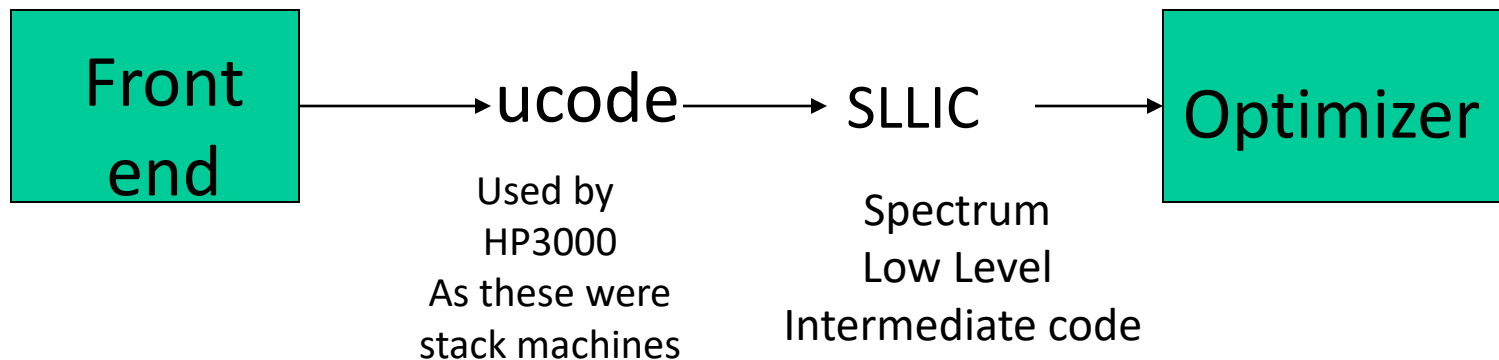 Front
end
ucode
SLLIC
Optimizer
Used by
HP3000
As these were
stack machines
Spectrum
Low Level
Intermediate code